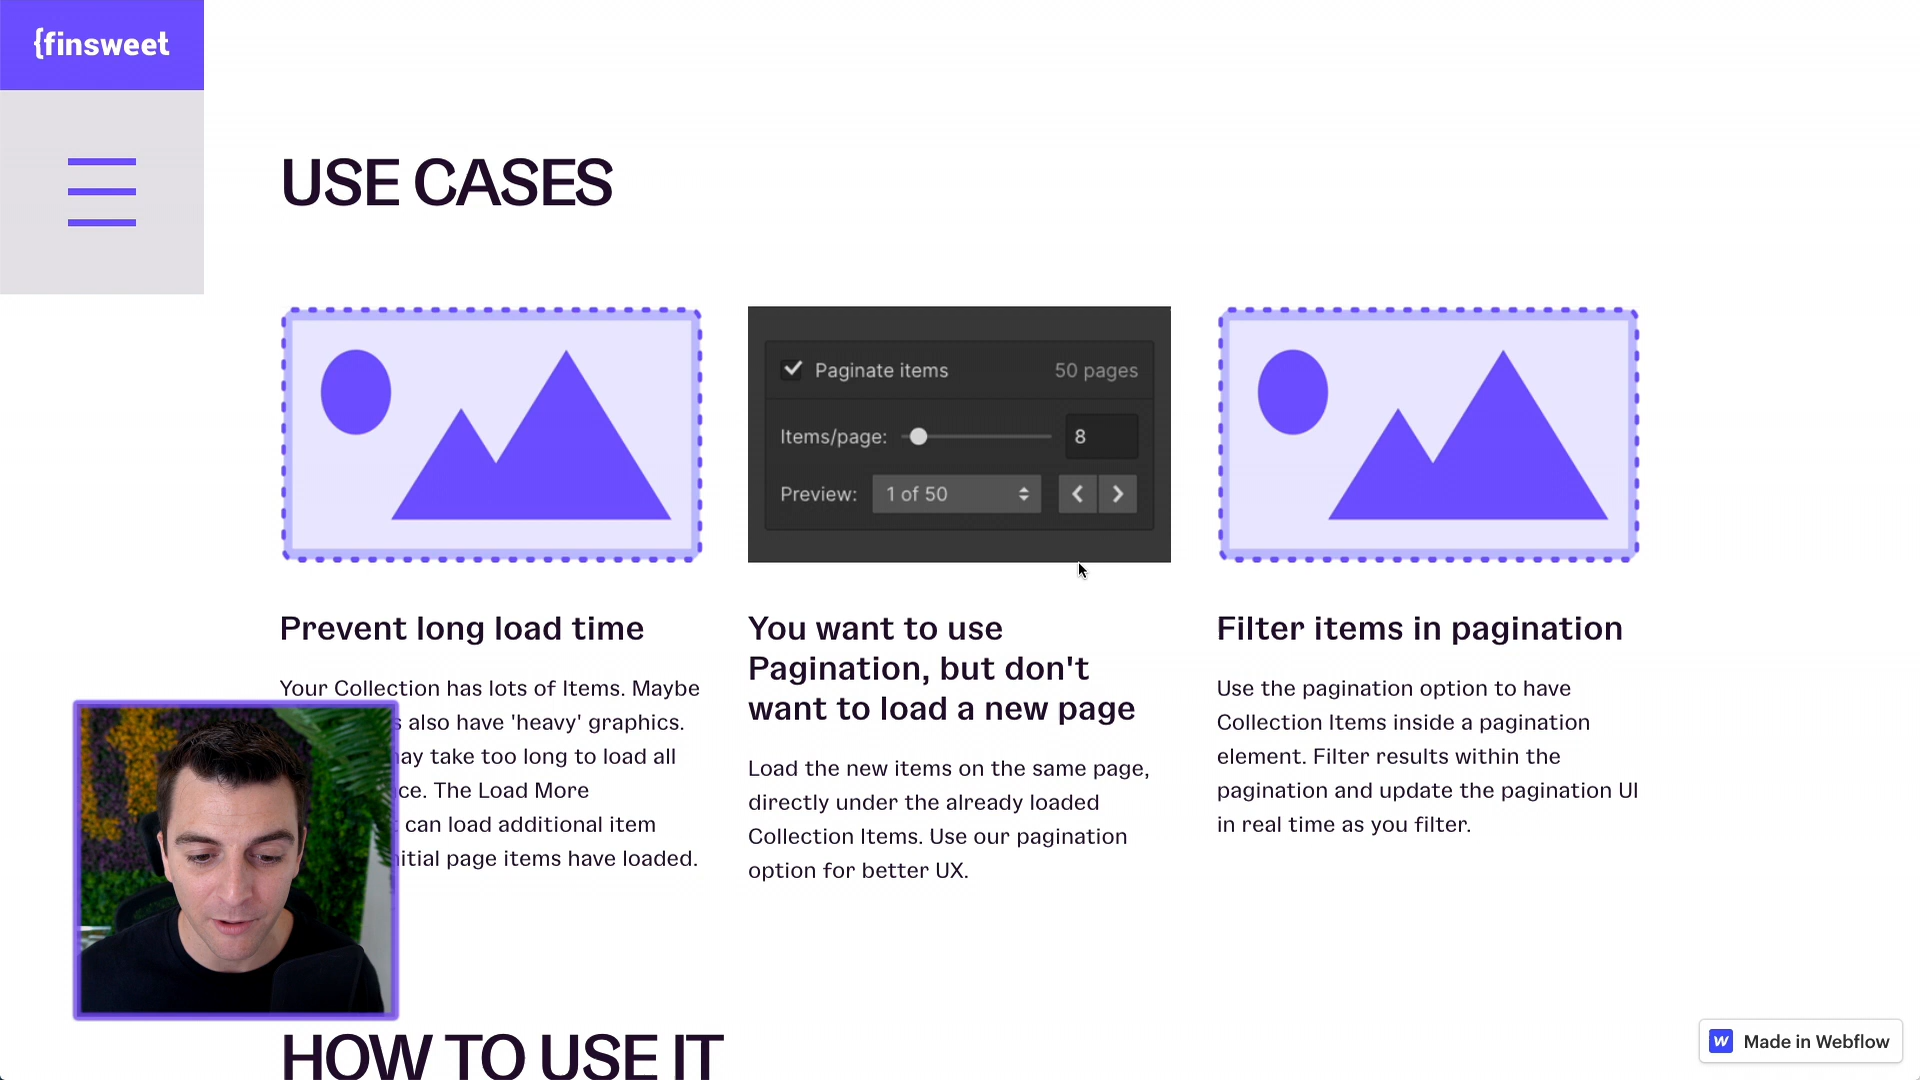 {finsweet
USE CASES
Paginate items 50 pages
Items/page: 8
Preview: 1 of 50
Prevent long load time
Your Collection has lots of Items. Maybe
also have 'heavy' graphics.
take too long to load all
The Load More
can load additional item
page items have loaded.
You want to use
Pagination, but don't
want to load a new page
Load the new items on the same page,
directly under the already loaded
Collection Items. Use our pagination
option for better UX.
Filter items in pagination
Use the pagination option to have
Collection Items inside a pagination
element. Filter results within the
pagination and update the pagination UI
in real time as you filter.
HOW TO USE IT
W Made in Webflow